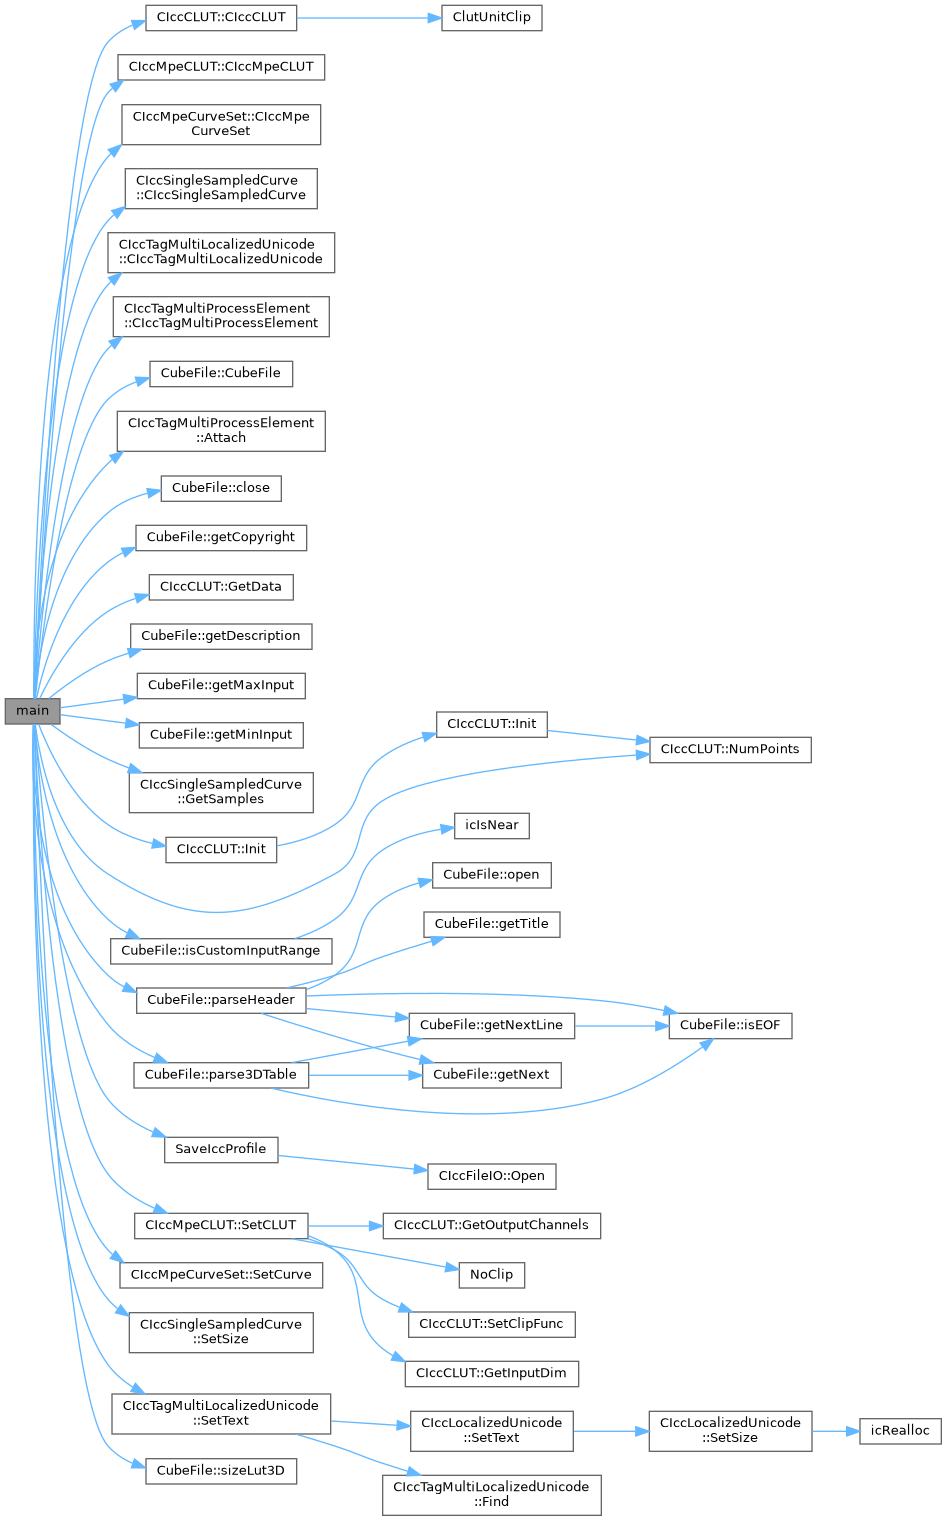 CIccCLUT::CIccCLUT
ClutUnitClip
CIccMpeCLUT::CIccMpeCLUT
CIccMpeCurveSet::CIccMpe
CurveSet
CIccSingleSampledCurve
::CIccSingleSampledCurve
CIccTagMultiLocalizedUnicode
::CIccTagMultiLocalizedUnicode
CIccTagMultiProcessElement
::CIccTagMultiProcessElement
CubeFile::CubeFile
CIccTagMultiProcessElement
::Attach
CubeFile::close
CubeFile::getCopyright
CIccCLUT::GetData
CubeFile::getDescription
CubeFile::getMaxInput
main
CubeFile::getMinInput
CIccCLUT::Init
CIccCLUT::NumPoints
CIccSingleSampledCurve
::GetSamples
CIccCLUT::Init
icIsNear
CubeFile::open
CubeFile::getTitle
CubeFile::isCustomInputRange
CubeFile::parseHeader
CubeFile::getNextLine
CubeFile::isEOF
CubeFile::parse3DTable
CubeFile::getNext
SaveIccProfile
CIccFileIO::Open
CIccMpeCLUT::SetCLUT
CIccCLUT::GetOutputChannels
CIccMpeCurveSet::SetCurve
NoClip
CIccSingleSampledCurve
::SetSize
CIccCLUT::SetClipFunc
CIccCLUT::GetInputDim
CIccTagMultiLocalizedUnicode
::SetText
CIccLocalizedUnicode
::SetText
CIccLocalizedUnicode
::SetSize
icRealloc
CubeFile::sizeLut3D
CIccTagMultiLocalizedUnicode
::Find